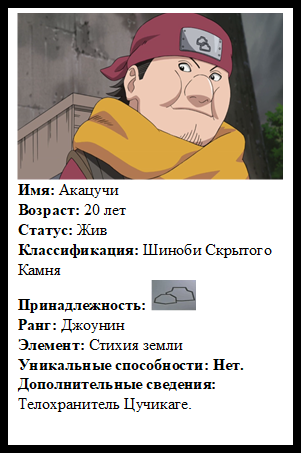 Имя: Акацучи
Возраст: 20 лет
Статус: Жив
Классификация: Шиноби Скрытого
Камня
Принадлежность:
Ранг: Джоунин
Элемент: Стихия земли
Уникальные способности: Нет.
Дополнительные сведения:
Телохранитель Цучикаге.